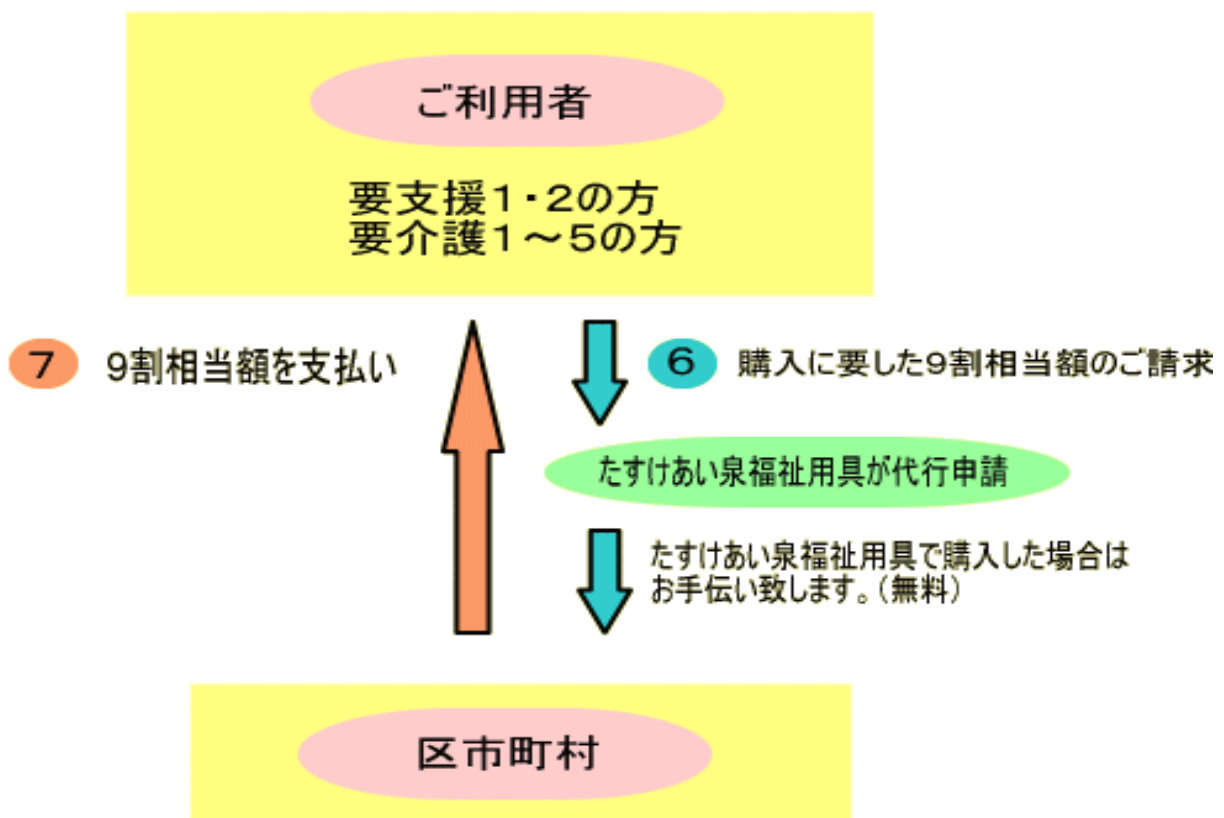 ご利用者
要支援１・２の方
要介護１～５の方
7 9割相当額を支払い
6 購入に要した９割相当額のご請求
たすけあい泉福祉用具が代行申請
たすけあい泉福祉用具で購入した場合は
お手伝い致します。（無料）
区市町村